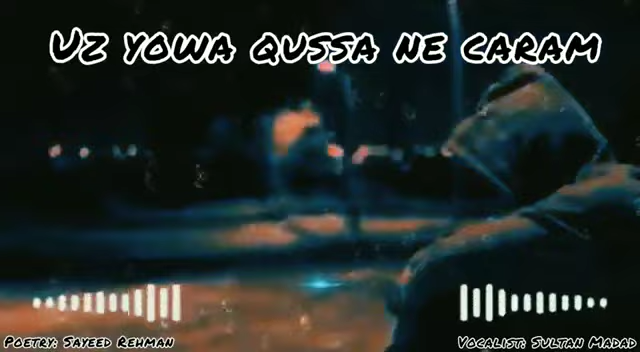 Uz yowa qussa ne caram
Poetry: Sayeed Rehman
Vocalist: Sultan Madad